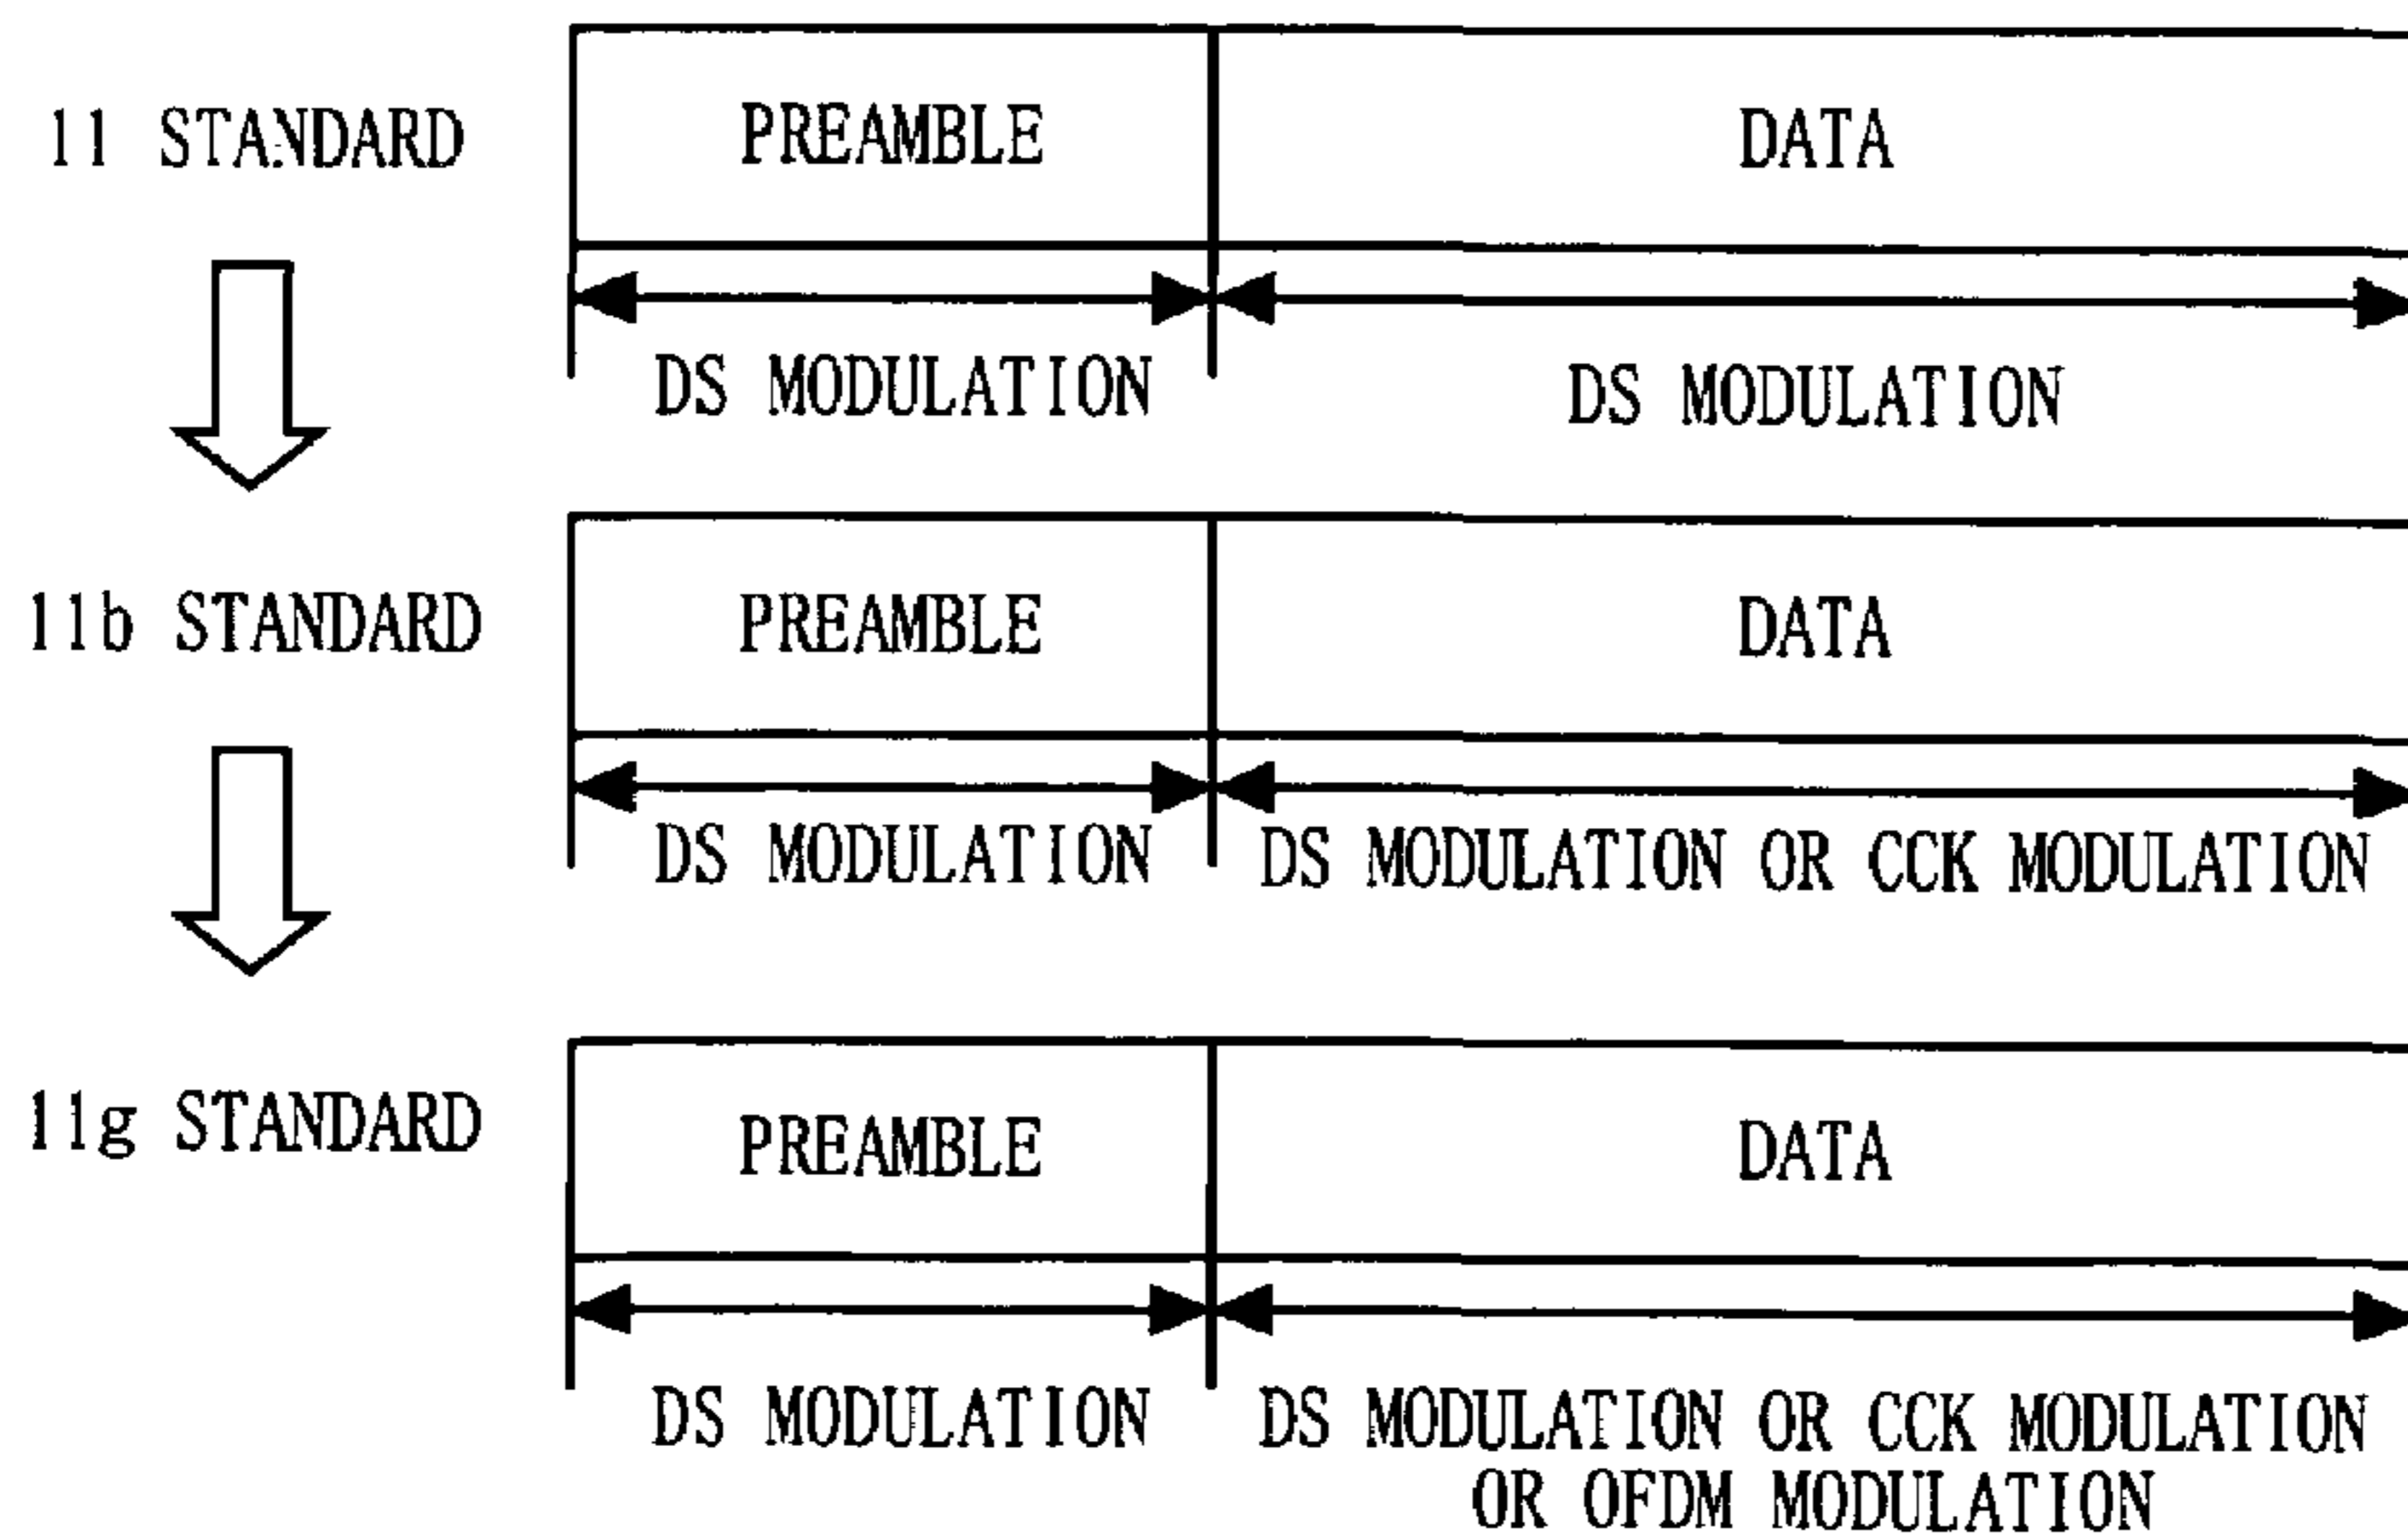 11 STANDARD
PREAMBLE
DATA
DS MODULATION
DS MODULATION
11b STANDARD
PREAMBLE
DATA
DS MODULATION
DS MODULATION OR CCK MODULATION
11g STANDARD
PREAMBLE
DATA
DS MODULATION
DS MODULATION OR CCK MODULATION
OR OFDM MODULATION